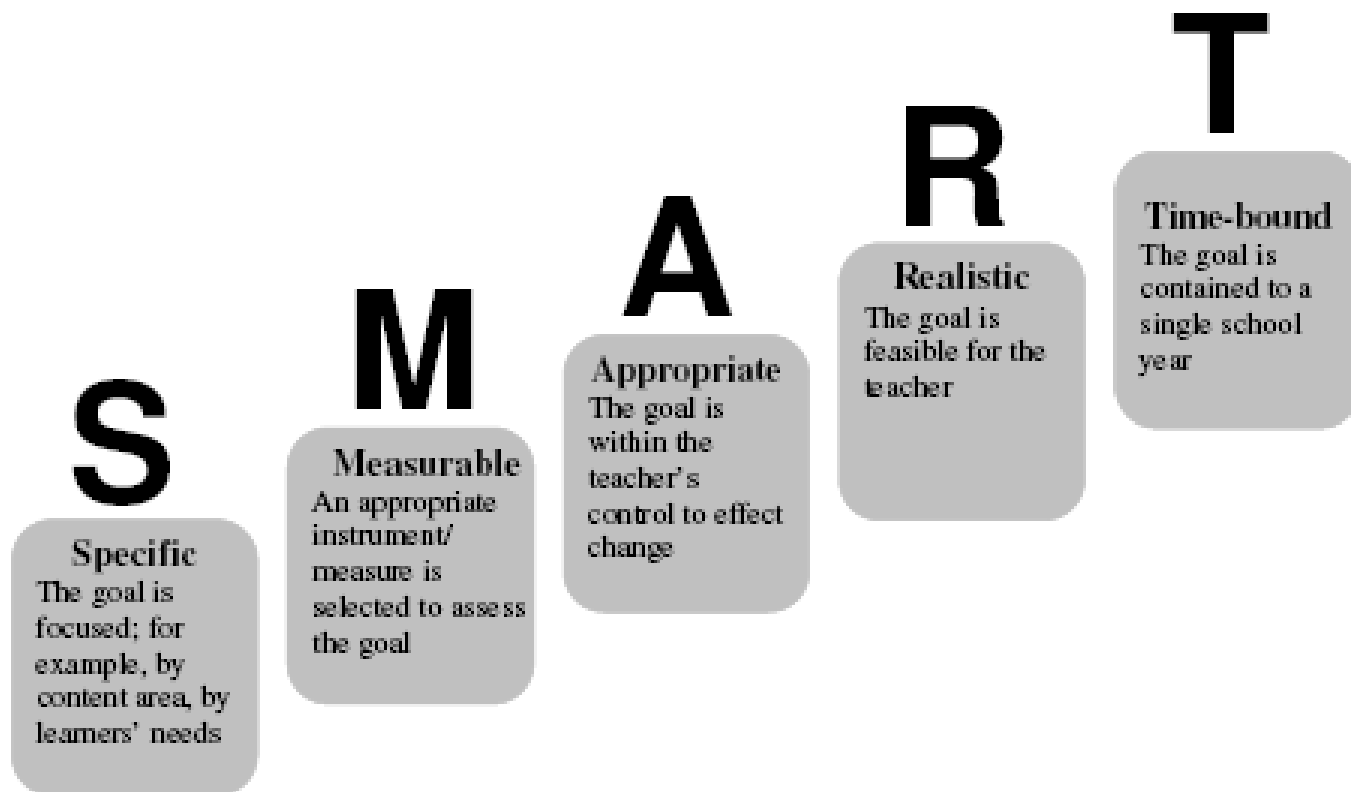 S
Specific
The goal is
focused; for
example, by
content area, by
learners' needs
M
Measurable
An appropriate
instrument/
measure is
selected to assess
the goal
A
Appropriate
The goal is
within the
teacher's
control to effect
change
R
Realistic
The goal is
feasible for the
teacher
T
Time-bound
The goal is
contained to a
single school
year